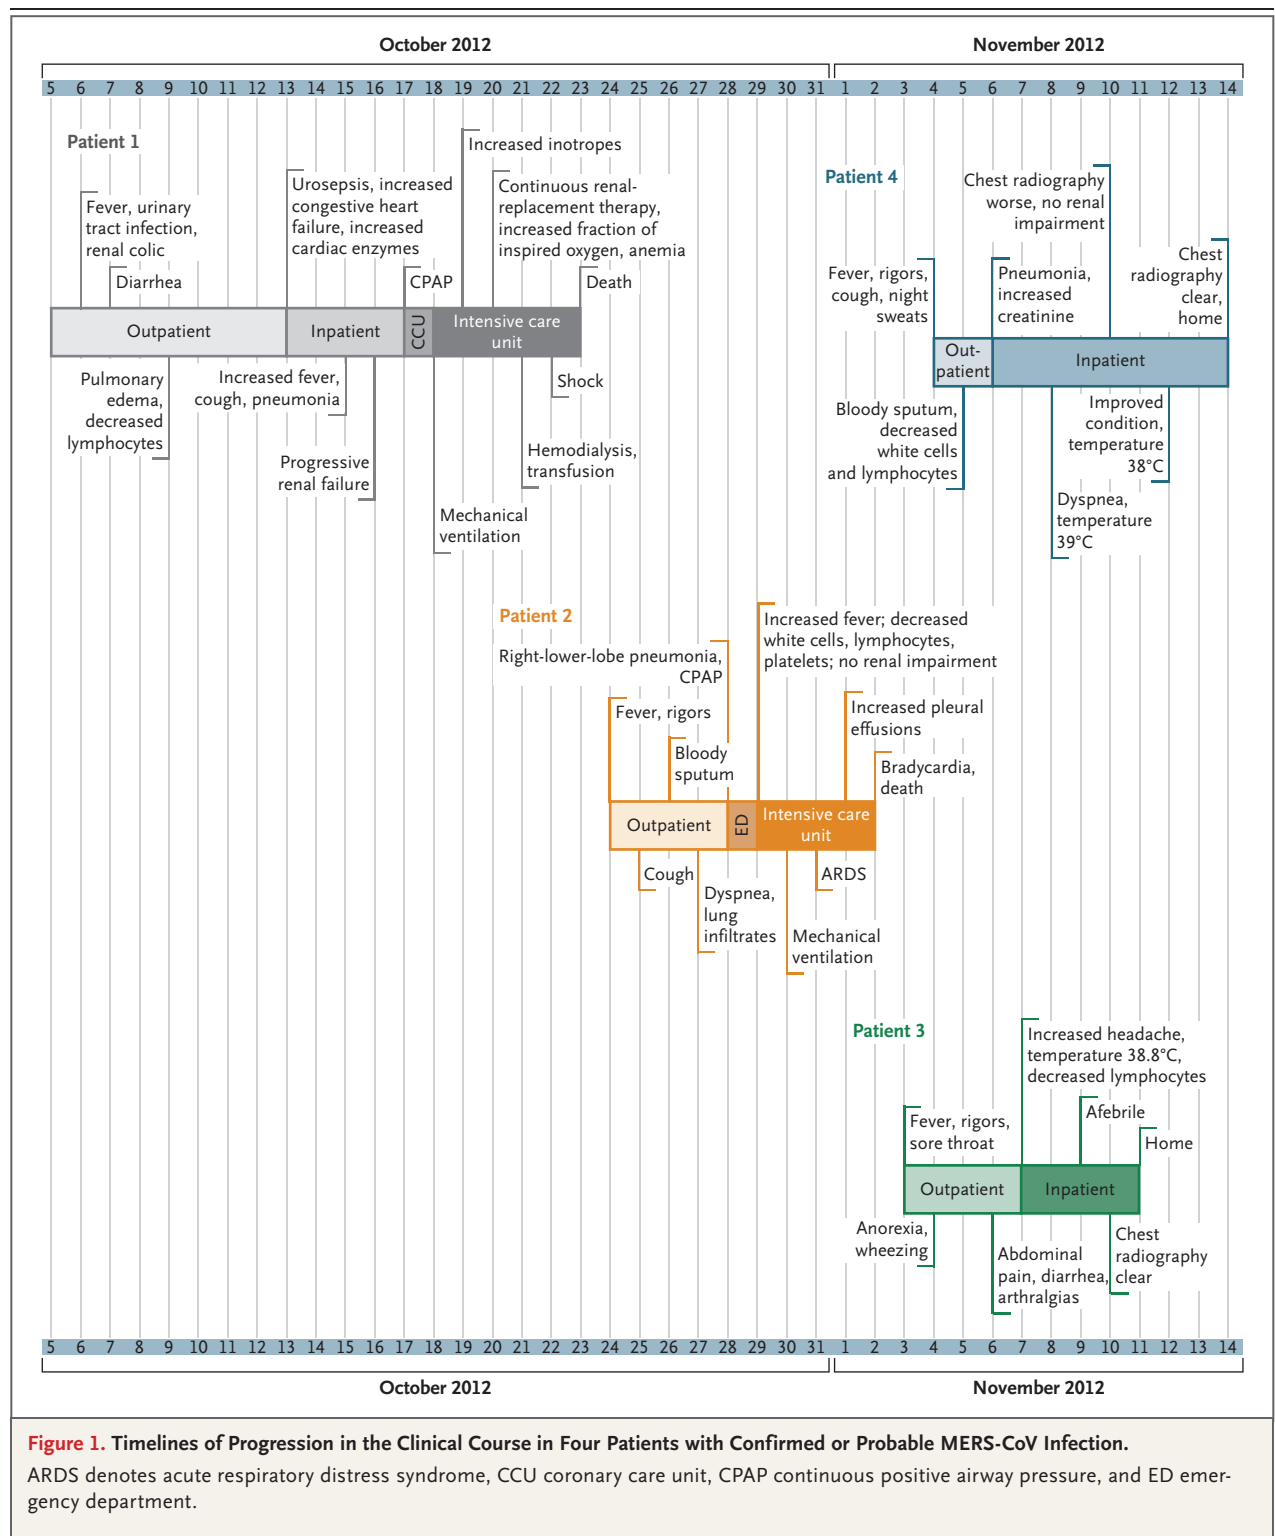 October 2012
November 2012
5 6 7 8 9 10 11 12 13 14 15 16 17 18 19 20 21 22 23 24 25 26 27 28 29 30 31 1 2 3 4 5 6 7 8 9 10 11 12 13 14
Patient 1
Fever, urinary
tract infection,
renal colic
Diarrhea
Urosepsis, increased
congestive heart
failure, increased
cardiac enzymes
CPAP
Increased inotropes
Continuous renal-
replacement therapy,
increased fraction of
inspired oxygen, anemia
Death
Outpatient
Inpatient
CCU
Intensive care
unit
Pulmonary
edema,
decreased
lymphocytes
Increased fever,
cough, pneumonia
Progressive
renal failure
Mechanical
ventilation
Hemodialysis,
transfusion
Shock
Patient 4
Fever, rigors,
cough, night
sweats
Pneumonia,
increased
creatinine
Chest radiography
worse, no renal
impairment
Chest
radiography
clear,
home
Out-
patient
Inpatient
Bloody sputum,
decreased
white cells
and lymphocytes
Dyspnea,
temperature
39°C
Improved
condition,
temperature
38°C
Patient 2
Right-lower-lobe pneumonia,
CPAP
Fever, rigors
Bloody
sputum
Increased fever; decreased
white cells, lymphocytes,
platelets; no renal impairment
Increased pleural
effusions
Bradycardia,
death
Outpatient
ED
Intensive care
unit
Cough
Dyspnea,
lung
infiltrates
Mechanical
ventilation
ARDS
Patient 3
Fever, rigors,
sore throat
Increased headache,
temperature 38.8°C,
decreased lymphocytes
Afebrile
Home
Outpatient
Inpatient
Anorexia,
wheezing
Abdominal
pain, diarrhea,
arthralgias
Chest
radiography
clear
5 6 7 8 9 10 11 12 13 14 15 16 17 18 19 20 21 22 23 24 25 26 27 28 29 30 31 1 2 3 4 5 6 7 8 9 10 11 12 13 14
October 2012
November 2012
Figure 1. Timelines of Progression in the Clinical Course in Four Patients with Confirmed or Probable MERS-CoV Infection.
ARDS denotes acute respiratory distress syndrome, CCU coronary care unit, CPAP continuous positive airway pressure, and ED emer-
gency department.